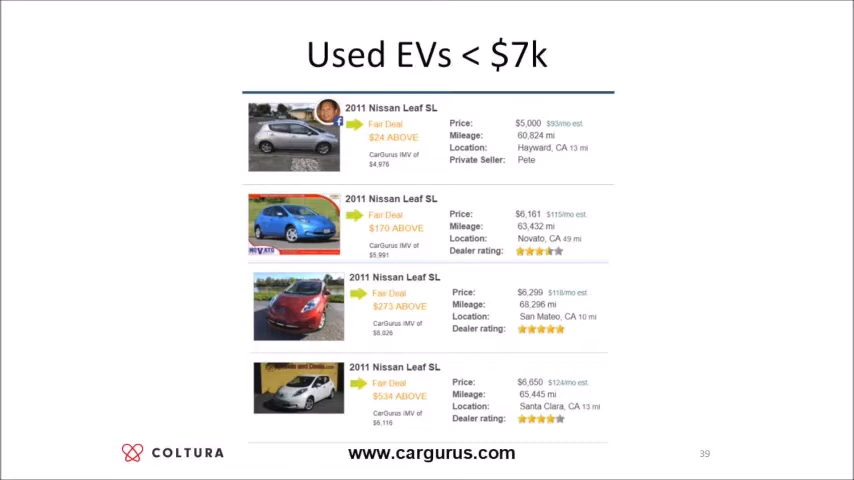 Used EVs < $7k
2011 Nissan Leaf SL
Fair Deal
$24 ABOVE
CarGurus IMV of
$4,976
Price: $5,000 $93/mo est.
Mileage: 60,824 mi
Location: Hayward, CA 13 mi
Private Seller: Pete
2011 Nissan Leaf SL
Fair Deal
$170 ABOVE
CarGurus IMV of
$5,991
Price: $6,161 $115/mo est.
Mileage: 63,432 mi
Location: Novato, CA 49 mi
Dealer rating:
NOVATO
2011 Nissan Leaf SL
Fair Deal
$273 ABOVE
CarGurus IMV of
$6,026
Price: $6,299 $118/mo est.
Mileage: 68,296 mi
Location: San Mateo, CA 10 mi
Dealer rating:
2011 Nissan Leaf SL
Fair Deal
$534 ABOVE
CarGurus IMV of
$6,116
Price: $6,650 $124/mo est.
Mileage: 65,445 mi
Location: Santa Clara, CA 13 mi
Dealer rating:
COLTURA
www.cargurus.com
39